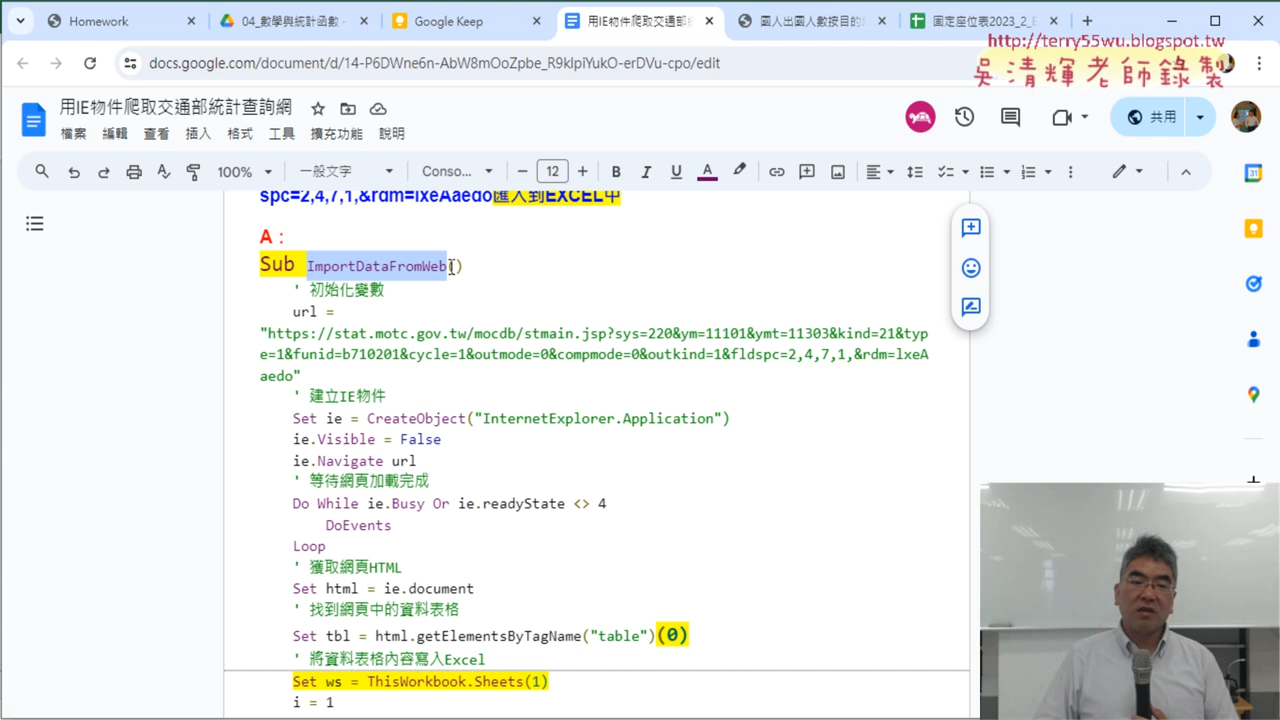 Homework
04_數學與統計函數 -
Google Keep
用IE物件爬取交通部統
國人出國人數按目的
固定座位表2023_2_
http://terry55wu.blogspot.tw
docs.google.com/document/d/14-P6DWne6n-AbW8mOoZpbe_R9kIpiYukO-erDVu-cpo/edit
吳清輝老師錄製
用IE物件爬取交通部統計查詢網
檔案 編輯 查看 插入 格式 工具 擴充功能 說明
共用
100% 一般文字 Conso... 12 B I U A
31
spc=2,4,7,1,&rdm=lxeAaedo匯入到EXCEL中
A：
Sub ImportDataFromWeb()
' 初始化變數
url =
"https://stat.motc.gov.tw/mocdb/stmain.jsp?sys=220&ym=11101&ymt=11303&kind=21&typ
e=1&funid=b710201&cycle=1&outmode=0&compmode=0&outkind=1&fldspc=2,4,7,1,&rdm=lxeA
aedo"
' 建立IE物件
Set ie = CreateObject("InternetExplorer.Application")
ie.Visible = False
ie.Navigate url
' 等待網頁加載完成
Do While ie.Busy Or ie.readyState <> 4
DoEvents
Loop
' 獲取網頁HTML
Set html = ie.document
' 找到網頁中的資料表格
Set tbl = html.getElementsByTagName("table")(0)
' 將資料表格內容寫入Excel
Set ws = ThisWorkbook.Sheets(1)
i = 1